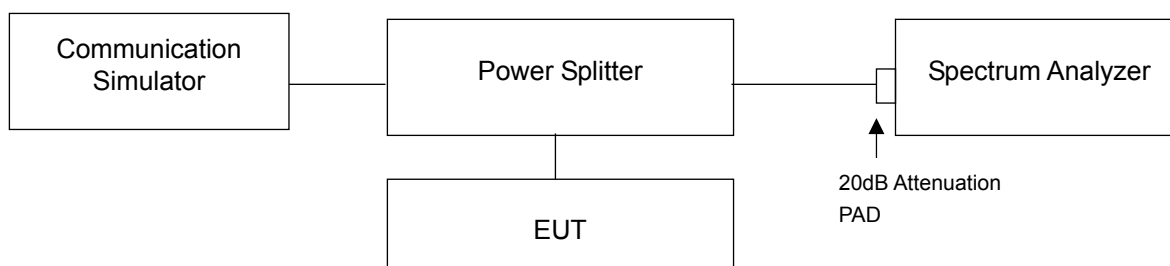 Communication
Simulator
Power Splitter
Spectrum Analyzer
20dB Attenuation
PAD
EUT